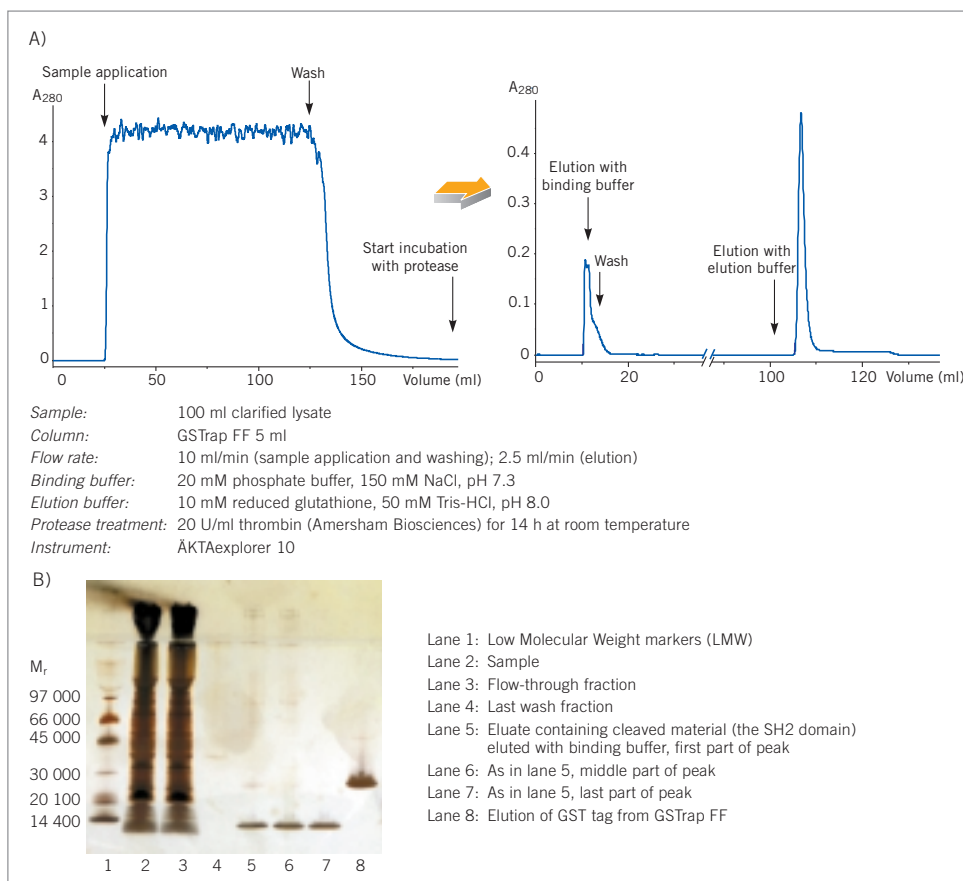 A)
Sample application
Wash
A280
4
3
2
1
0
Start incubation
with protease
0 50 100 150 Volume (ml)
A280
0.4
0.3
0.2
0.1
0
Elution with
binding buffer
Wash
Elution with
elution buffer
0 20 100 120 Volume (ml)
Sample: 100 ml clarified lysate
Column: GSTrap FF 5 ml
Flow rate: 10 ml/min (sample application and washing); 2.5 ml/min (elution)
Binding buffer: 20 mM phosphate buffer, 150 mM NaCl, pH 7.3
Elution buffer: 10 mM reduced glutathione, 50 mM Tris-HCl, pH 8.0
Protease treatment: 20 U/ml thrombin (Amersham Biosciences) for 14 h at room temperature
Instrument: ÄKTAexplorer 10
B)
Mr
97 000
66 000
45 000
30 000
20 100
14 400
1 2 3 4 5 6 7 8
Lane 1: Low Molecular Weight markers (LMW)
Lane 2: Sample
Lane 3: Flow-through fraction
Lane 4: Last wash fraction
Lane 5: Eluate containing cleaved material (the SH2 domain)
eluted with binding buffer, first part of peak
Lane 6: As in lane 5, middle part of peak
Lane 7: As in lane 5, last part of peak
Lane 8: Elution of GST tag from GSTrap FF